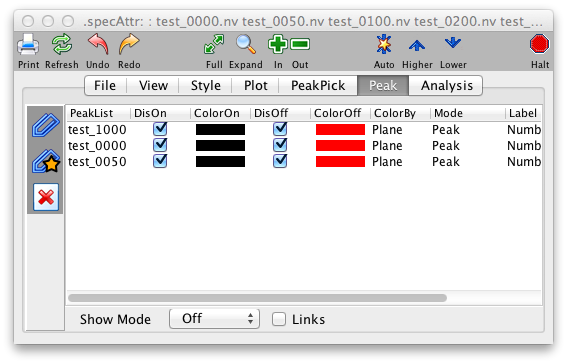 .specAttr: : test_0000.nv test_0050.nv test_0100.nv test_0200.nv test_...
Print Refresh Undo Redo Full Expand In Out Auto Higher Lower Halt
File View Style Plot PeakPick Peak Analysis
PeakList DisOn ColorOn DisOff ColorOff ColorBy Mode Label
test_1000 Plane Peak Numb
test_0000 Plane Peak Numb
test_0050 Plane Peak Numb
Show Mode Off Links